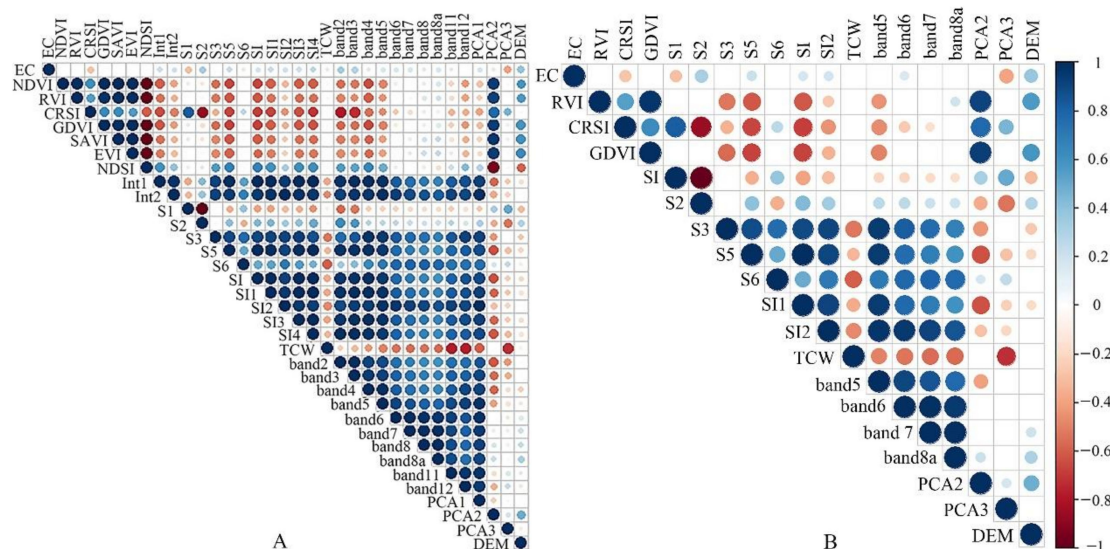 EC
NDVI
RVI
CRSI
GDVI
SAVI
EVI
NDSI
Int1
Int2
S1
S2
S3
S5
S6
SI
SI1
SI2
SI3
SI4
TCW
band2
band3
band4
band5
band6
band7
band8
band8a
band11
band12
PCA1
PCA2
PCA3
DEM
EC
NDVI
RVI
CRSI
GDVI
SAVI
EVI
NDSI
Int1
Int2
S1
S2
S3
S5
S6
SI
SI1
SI2
SI3
SI4
TCW
band2
band3
band4
band5
band6
band7
band8
band8a
band11
band12
PCA1
PCA2
PCA3
DEM
A
EC
RVI
CRSI
GDVI
S1
S2
S3
S5
S6
SI
SI2
TCW
band5
band6
band7
band8a
PCA2
PCA3
DEM
EC
RVI
CRSI
GDVI
SI
S2
S3
S5
S6
SI1
SI2
TCW
band5
band6
band 7
band8a
PCA2
PCA3
DEM
B
1
0.8
0.6
0.4
0.2
0
−0.2
−0.4
−0.6
−0.8
−1